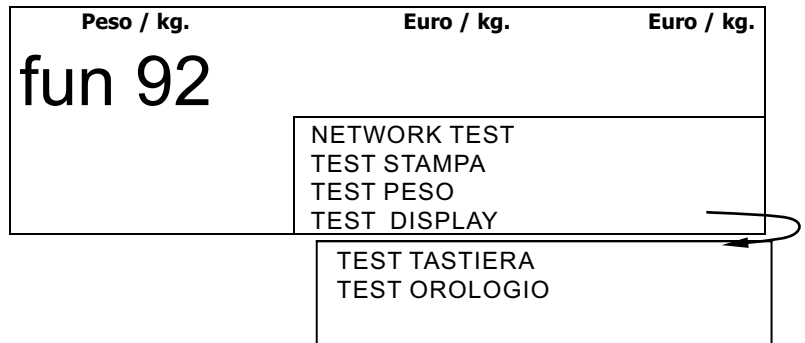 Peso / kg. Euro / kg. Euro / kg.
fun 92
NETWORK TEST
TEST STAMPA
TEST PESO
TEST DISPLAY
TEST TASTIERA
TEST OROLOGIO